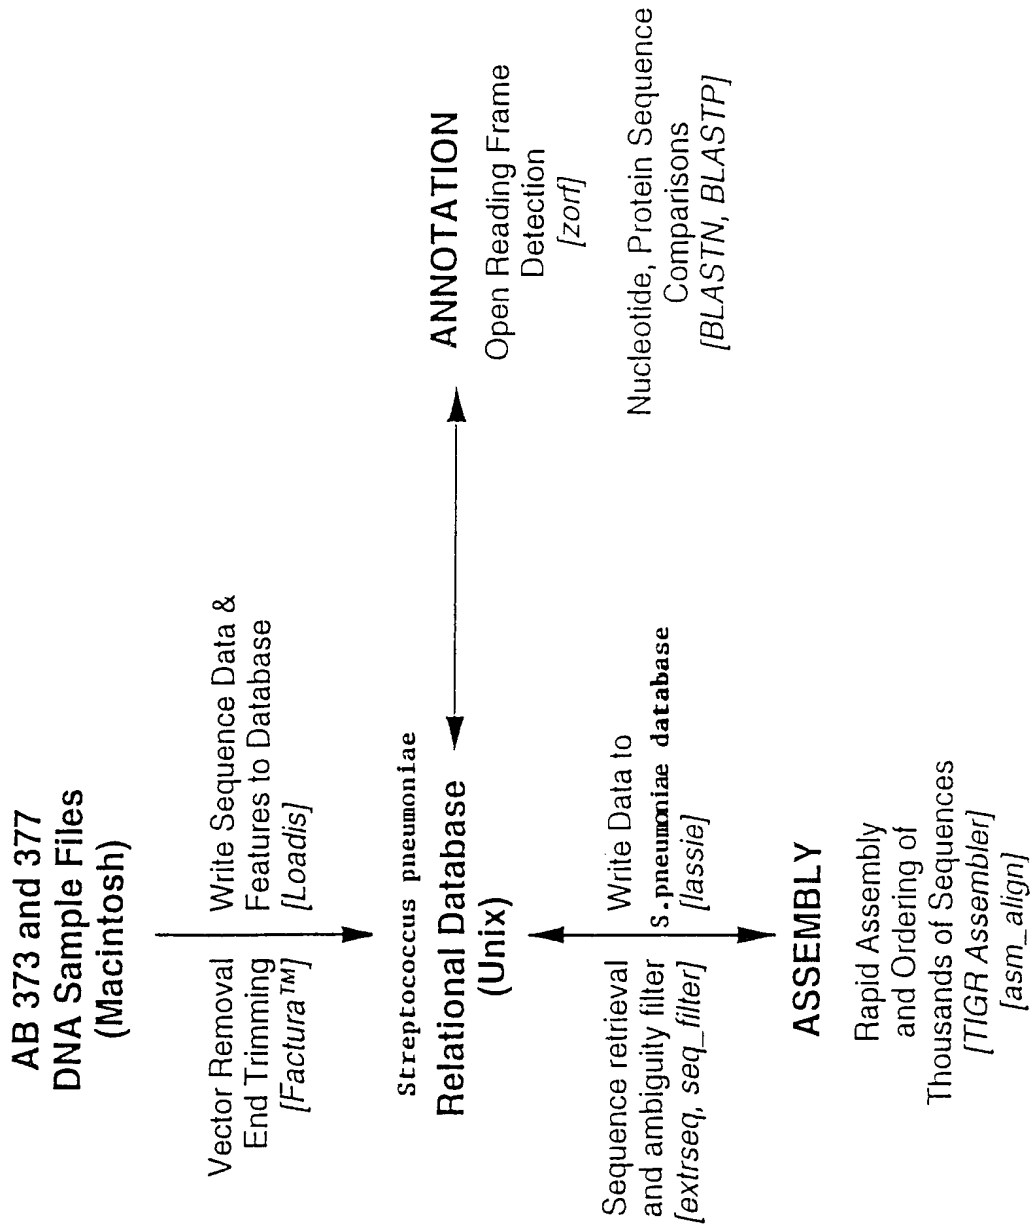 AB 373 and 377
DNA Sample Files
(Macintosh)
Vector Removal
End Trimming
[Factura™]
Write Sequence Data &
Features to Database
[Loadis]
Streptococcus pneumoniae
Relational Database
(Unix)
ANNOTATION
Open Reading Frame
Detection
[zorf]
Nucleotide, Protein Sequence
Comparisons
[BLASTN, BLASTP]
Sequence retrieval
and ambiguity filter
[extrseq, seq_filter]
Write Data to
S.pneumoniae database
[lassie]
ASSEMBLY
Rapid Assembly
and Ordering of
Thousands of Sequences
[TIGR Assembler]
[asm_align]